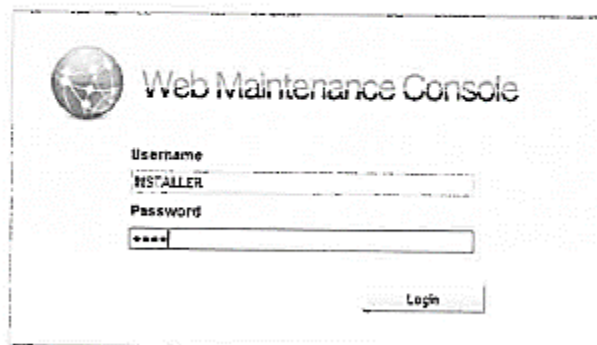 Web Maintenance Console
Username
INSTALLER
Password
****
Login